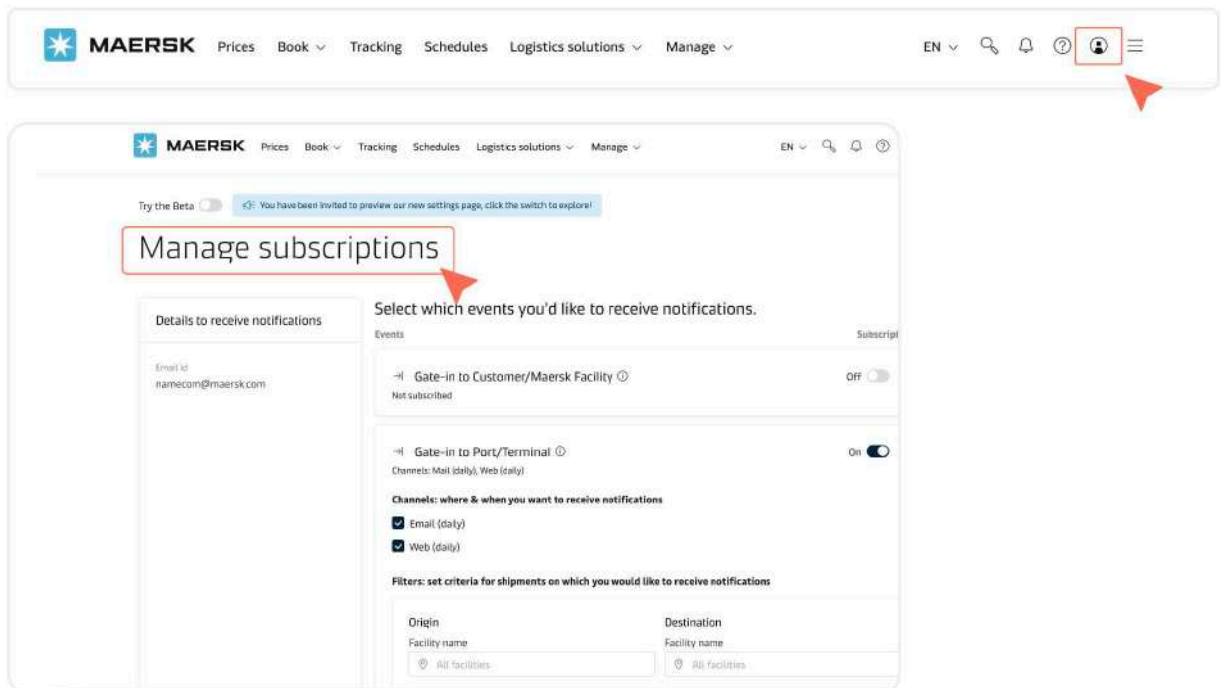 MAERSK Prices Book Tracking Schedules Logistics solutions Manage EN
MAERSK Prices Book Tracking Schedules Logistics solutions Manage EN
Try the Beta You have been invited to preview our new settings page, click the switch to explore!
Manage subscriptions
Details to receive notifications
Email id
namecom@maersk.com
Select which events you'd like to receive notifications.
Events Subscript
Gate-in to Customer/Maersk Facility Off
Not subscribed
Gate-in to Port/Terminal On
Channels: Mail (daily), Web (daily)
Channels: where & when you want to receive notifications
Email (daily)
Web (daily)
Filters: set criteria for shipments on which you would like to receive notifications
Origin Destination
Facility name Facility name
All facilities All facilities